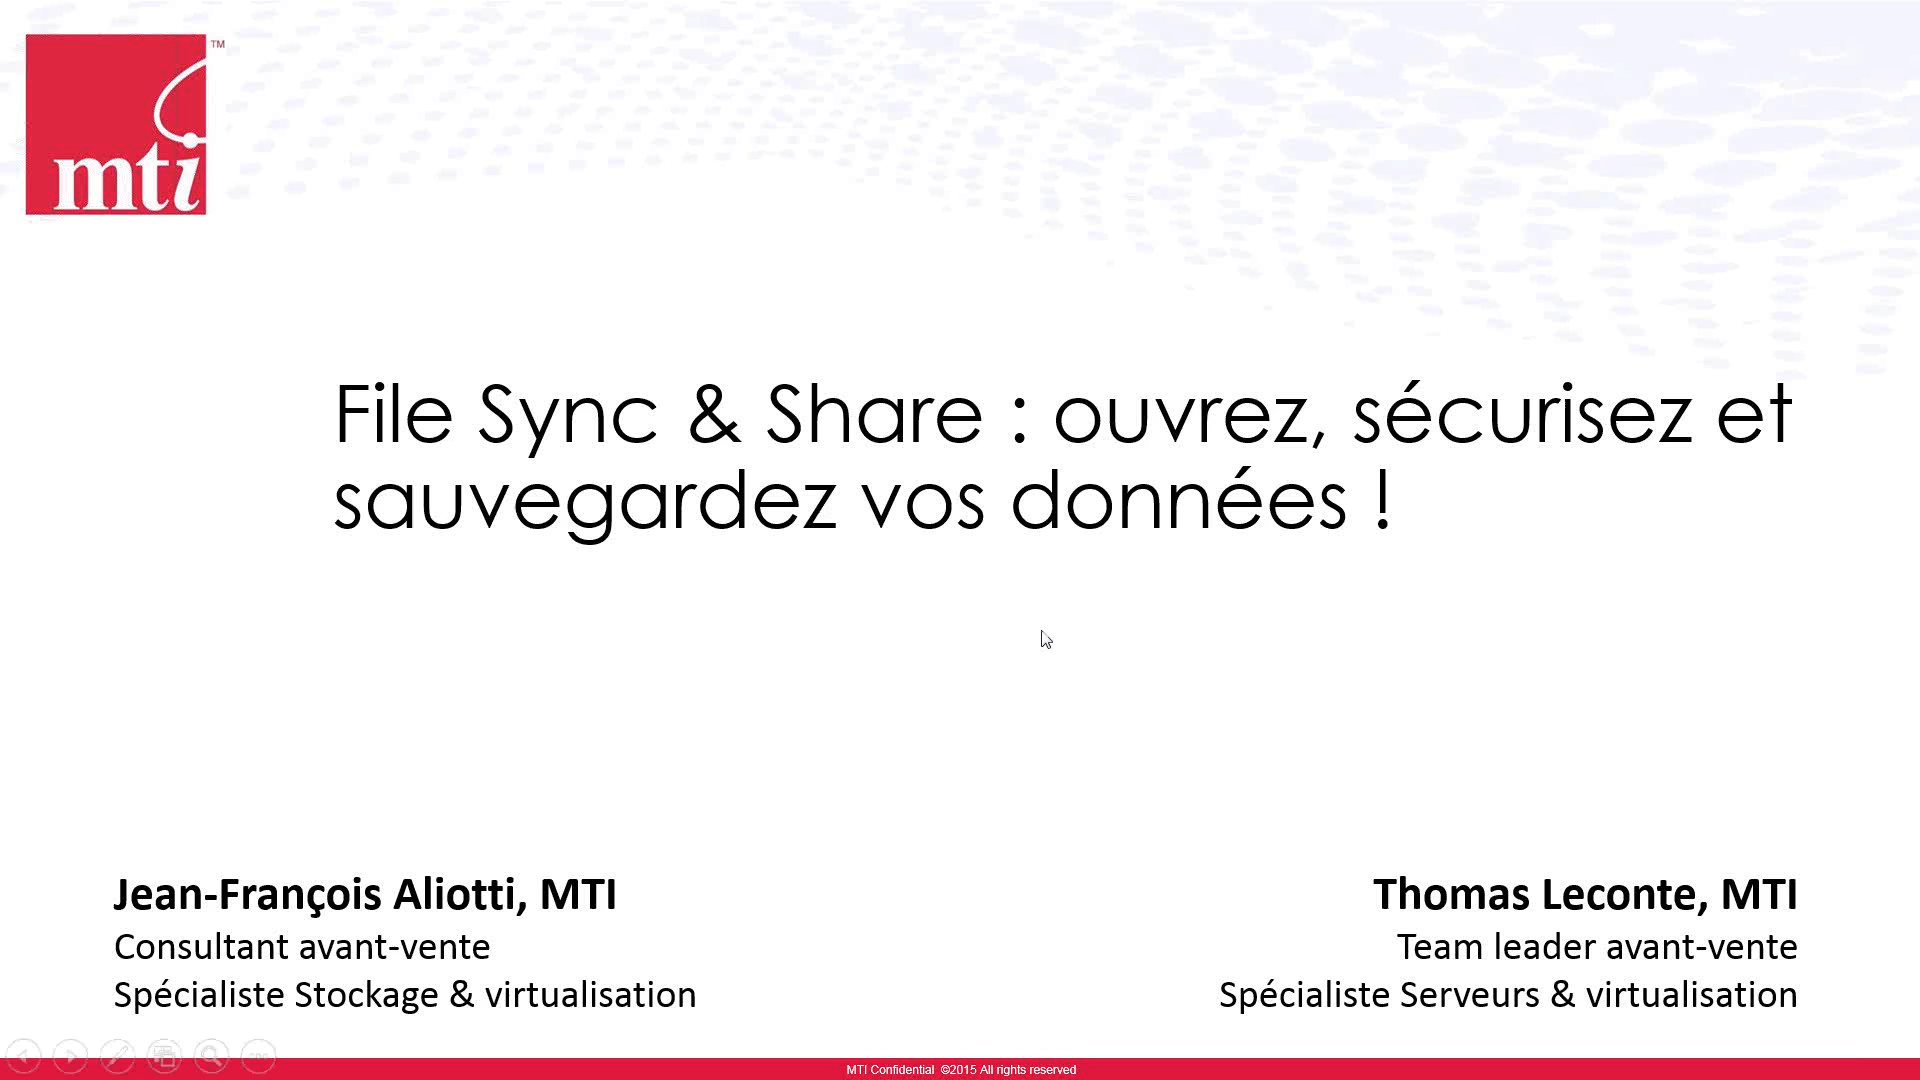 mti
TM
File Sync & Share : ouvrez, sécurisez et
sauvegardez vos données !
Jean-François Aliotti, MTI
Consultant avant-vente
Spécialiste Stockage & virtualisation
Thomas Leconte, MTI
Team leader avant-vente
Spécialiste Serveurs & virtualisation
MTI Confidential ©2015 All rights reserved